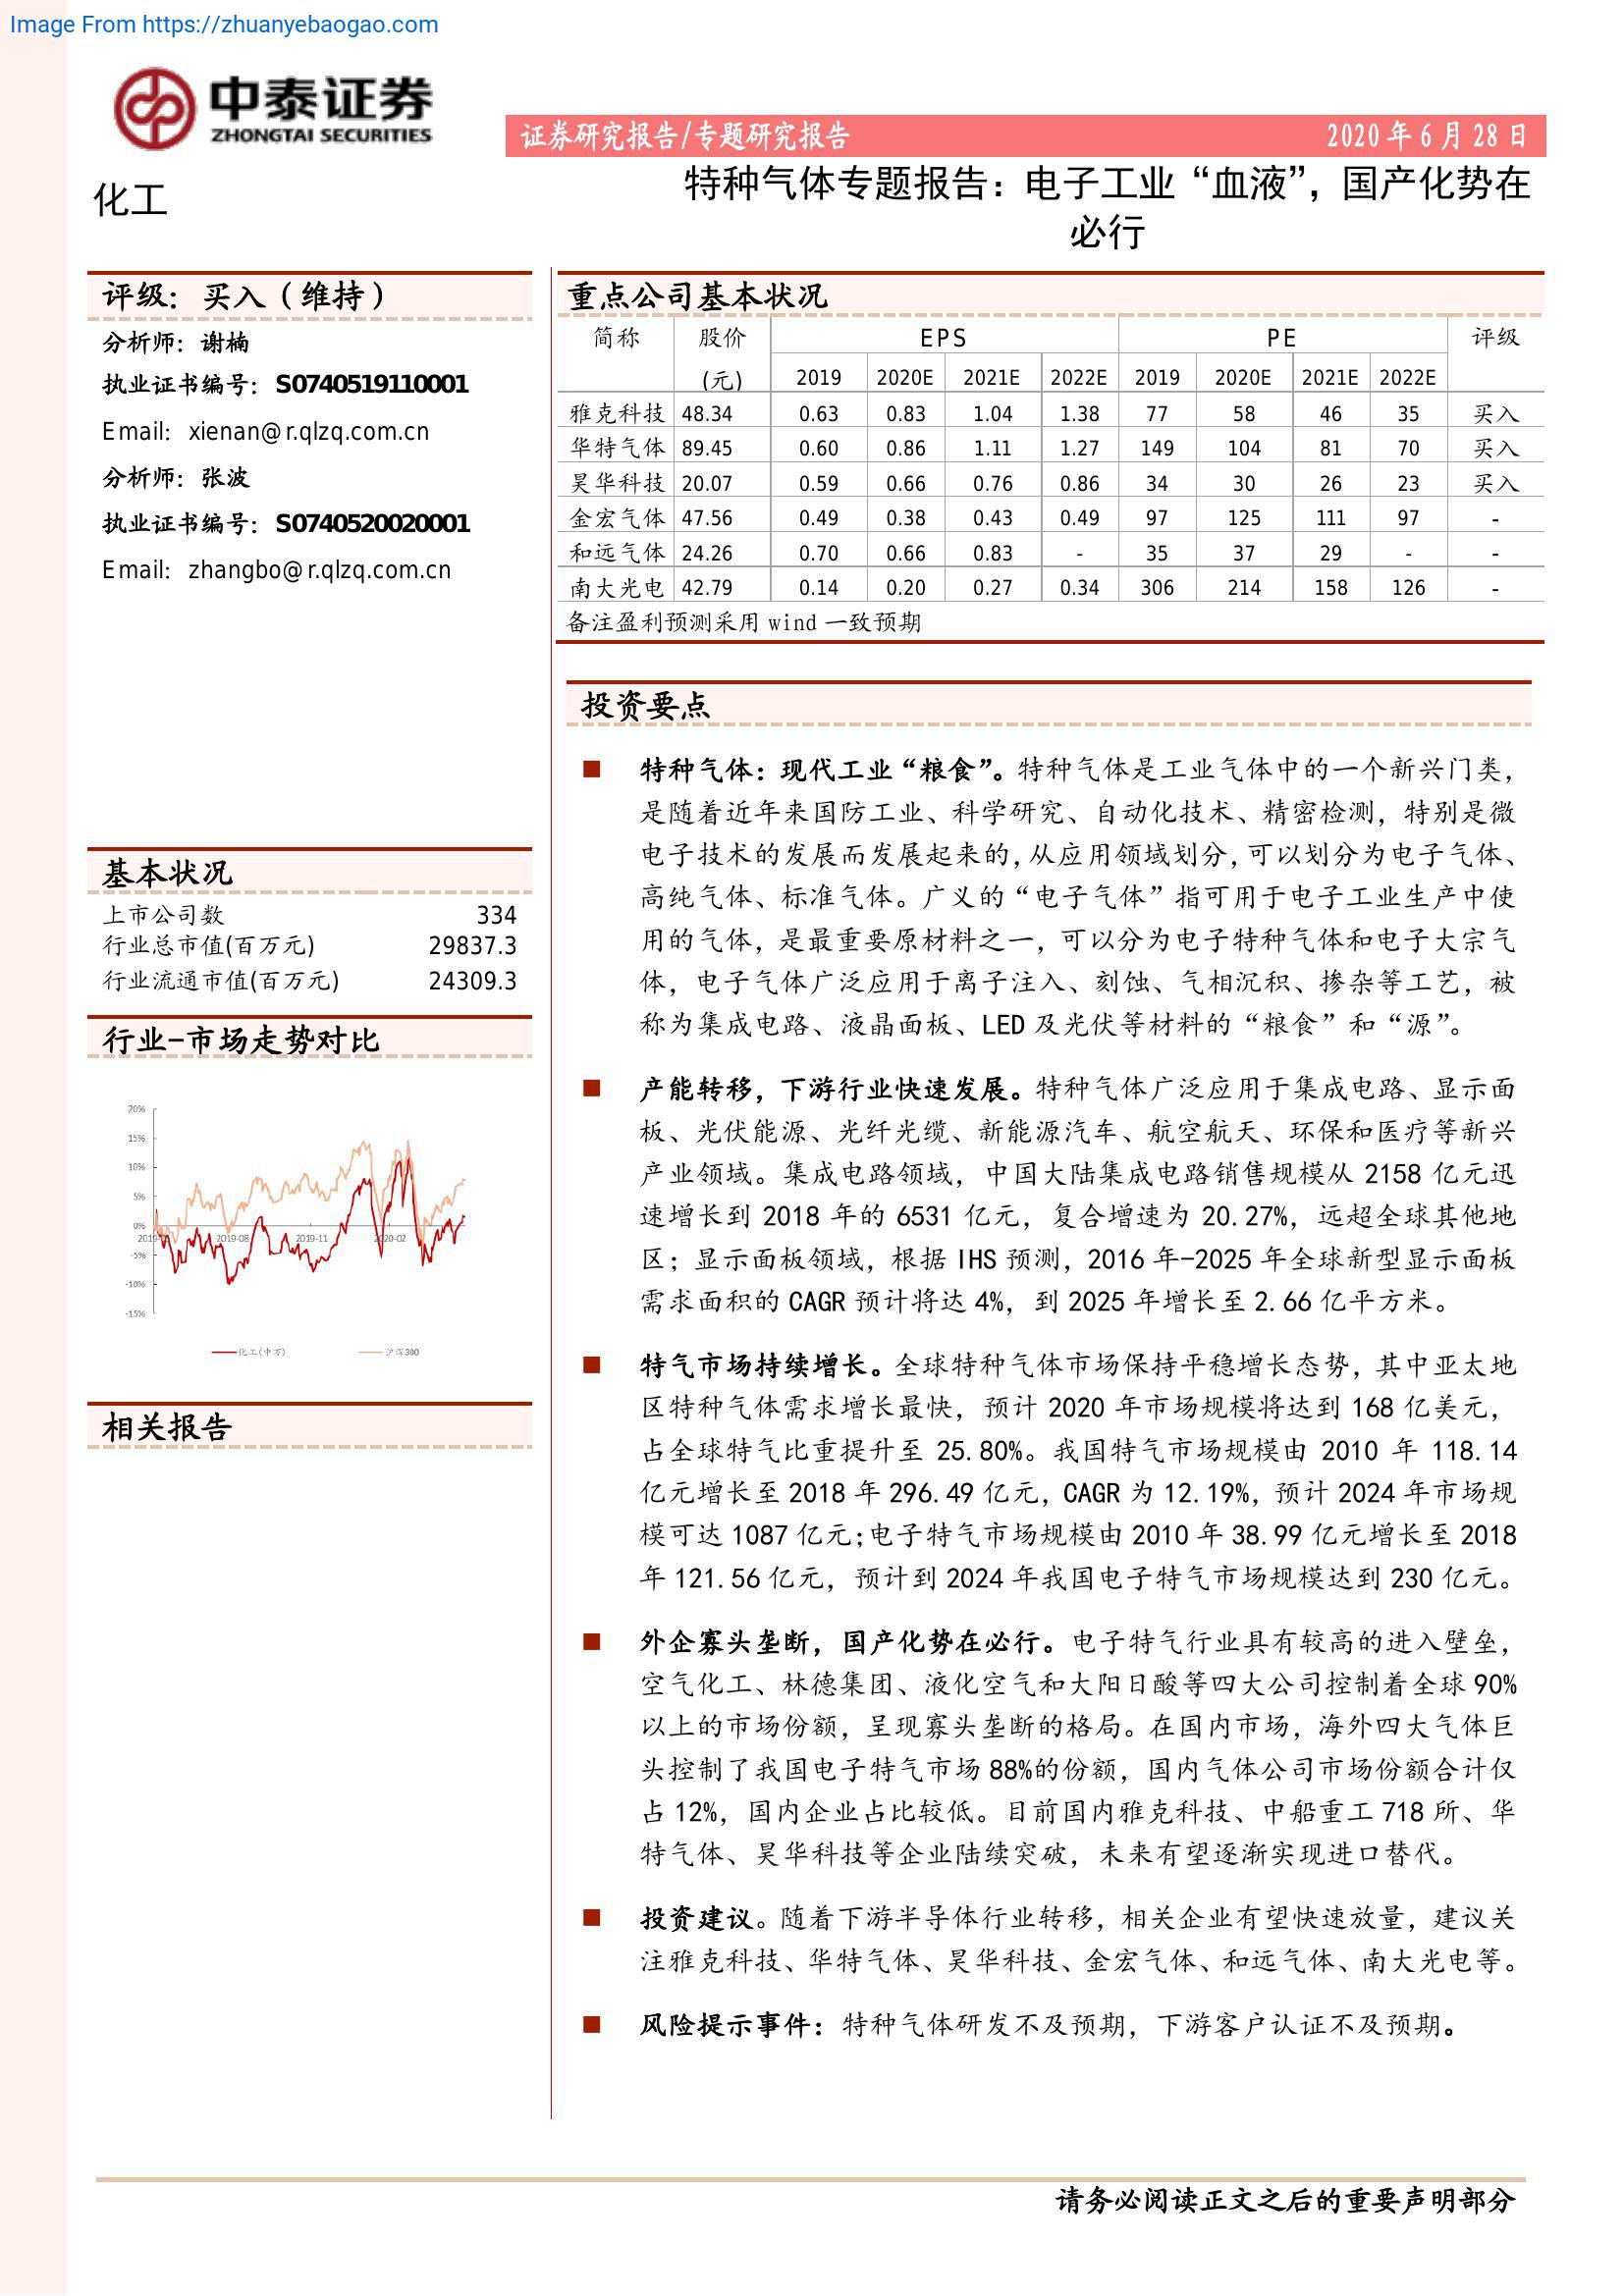 Image From https://zhuanyebaogao.com
中泰证券
ZHONGTAI SECURITIES
证券研究报告/专题研究报告 2020 年 6 月 28 日
化工
特种气体专题报告：电子工业“血液”，国产化势在
必行
评级：买入（维持）
分析师：谢楠
执业证书编号：S0740519110001
Email：xienan@r.qlzq.com.cn
分析师：张波
执业证书编号：S0740520020001
Email：zhangbo@r.qlzq.com.cn
基本状况
上市公司数 334
行业总市值(百万元) 29837.3
行业流通市值(百万元) 24309.3
行业-市场走势对比
20%
15%
10%
5%
0%
2019-08 2019-11 2020-02
-5%
-10%
-15%
化工(申万) 沪深300
相关报告
重点公司基本状况
简称 股价 EPS PE 评级
(元) 2019 2020E 2021E 2022E 2019 2020E 2021E 2022E
雅克科技 48.34 0.63 0.83 1.04 1.38 77 58 46 35 买入
华特气体 89.45 0.60 0.86 1.11 1.27 149 104 81 70 买入
昊华科技 20.07 0.59 0.66 0.76 0.86 34 30 26 23 买入
金宏气体 47.56 0.49 0.38 0.43 0.49 97 125 111 97 -
和远气体 24.26 0.70 0.66 0.83 - 35 37 29 - -
南大光电 42.79 0.14 0.20 0.27 0.34 306 214 158 126 -
备注盈利预测采用 wind 一致预期
投资要点
■ 特种气体：现代工业“粮食”。特种气体是工业气体中的一个新兴门类，
是随着近年来国防工业、科学研究、自动化技术、精密检测，特别是微
电子技术的发展而发展起来的,从应用领域划分,可以划分为电子气体、
高纯气体、标准气体。广义的“电子气体”指可用于电子工业生产中使
用的气体，是最重要原材料之一，可以分为电子特种气体和电子大宗气
体，电子气体广泛应用于离子注入、刻蚀、气相沉积、掺杂等工艺，被
称为集成电路、液晶面板、LED 及光伏等材料的“粮食”和“源”。
■ 产能转移，下游行业快速发展。特种气体广泛应用于集成电路、显示面
板、光伏能源、光纤光缆、新能源汽车、航空航天、环保和医疗等新兴
产业领域。集成电路领域，中国大陆集成电路销售规模从 2158 亿元迅
速增长到 2018 年的 6531 亿元，复合增速为 20.27%，远超全球其他地
区；显示面板领域，根据 IHS 预测，2016 年-2025 年全球新型显示面板
需求面积的 CAGR 预计将达 4%，到 2025 年增长至 2.66 亿平方米。
■ 特气市场持续增长。全球特种气体市场保持平稳增长态势，其中亚太地
区特种气体需求增长最快，预计 2020 年市场规模将达到 168 亿美元，
占全球特气比重提升至 25.80%。我国特气市场规模由 2010 年 118.14
亿元增长至 2018 年 296.49 亿元，CAGR 为 12.19%，预计 2024 年市场规
模可达 1087 亿元;电子特气市场规模由 2010 年 38.99 亿元增长至 2018
年 121.56 亿元，预计到 2024 年我国电子特气市场规模达到 230 亿元。
■ 外企寡头垄断，国产化势在必行。电子特气行业具有较高的进入壁垒，
空气化工、林德集团、液化空气和大阳日酸等四大公司控制着全球 90%
以上的市场份额，呈现寡头垄断的格局。在国内市场，海外四大气体巨
头控制了我国电子特气市场 88%的份额，国内气体公司市场份额合计仅
占 12%，国内企业占比较低。目前国内雅克科技、中船重工 718 所、华
特气体、昊华科技等企业陆续突破，未来有望逐渐实现进口替代。
■ 投资建议。随着下游半导体行业转移，相关企业有望快速放量，建议关
注雅克科技、华特气体、昊华科技、金宏气体、和远气体、南大光电等。
■ 风险提示事件：特种气体研发不及预期，下游客户认证不及预期。
请务必阅读正文之后的重要声明部分